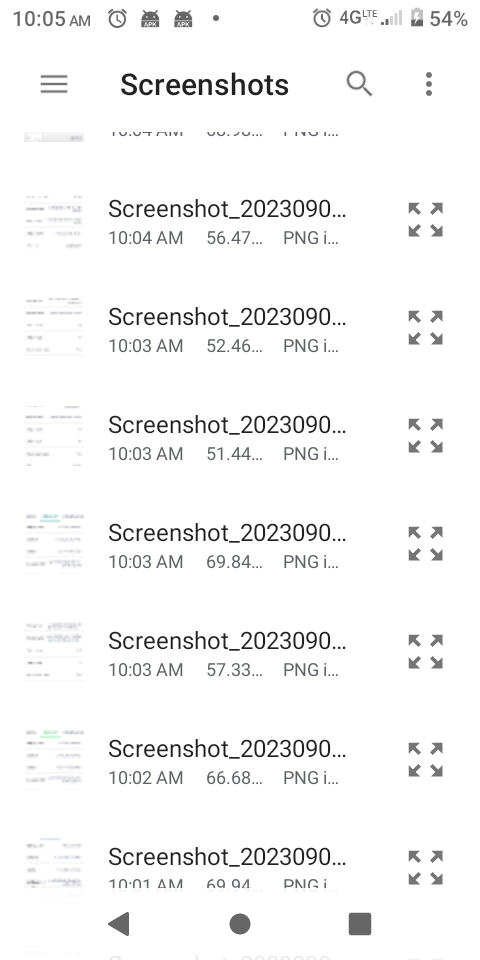 10:05 AM 4G LTE 54%
Screenshots
10:04 AM PNG i...
Screenshot_2023090...
10:04 AM 56.47... PNG i...
Screenshot_2023090...
10:03 AM 52.46... PNG i...
Screenshot_2023090...
10:03 AM 51.44... PNG i...
Screenshot_2023090...
10:03 AM 69.84... PNG i...
Screenshot_2023090...
10:03 AM 57.33... PNG i...
Screenshot_2023090...
10:02 AM 66.68... PNG i...
Screenshot_2023090...
10:01 AM 69.94... PNG i...